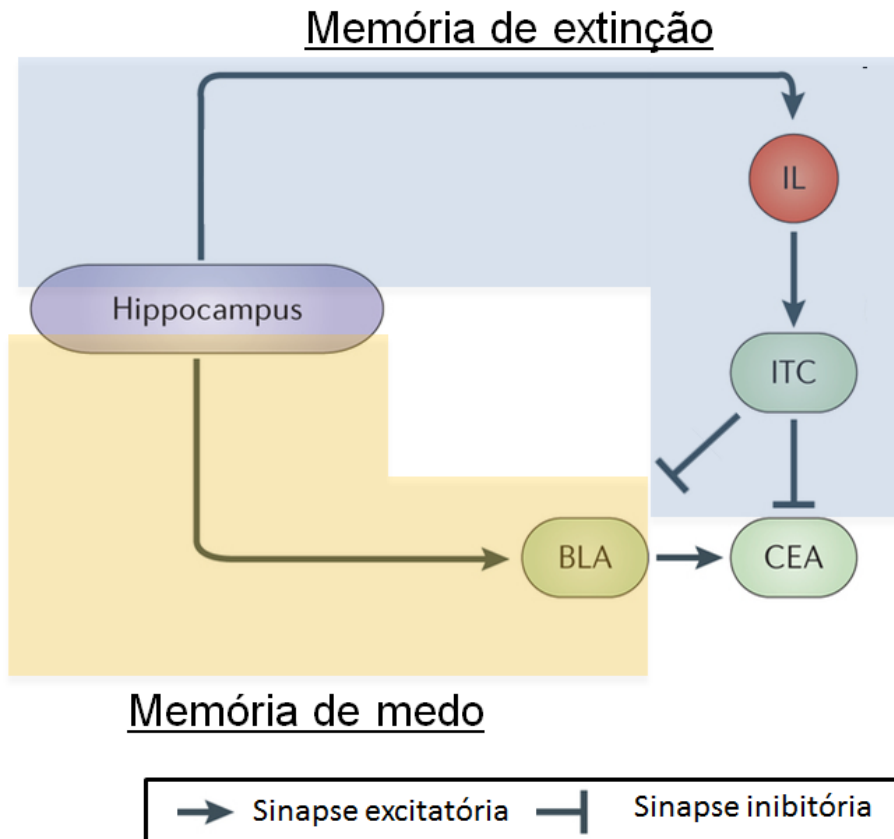 Memória de extinção
IL
Hippocampus
ITC
BLA
CEA
Memória de medo
Sinapse excitatória
Sinapse inibitória